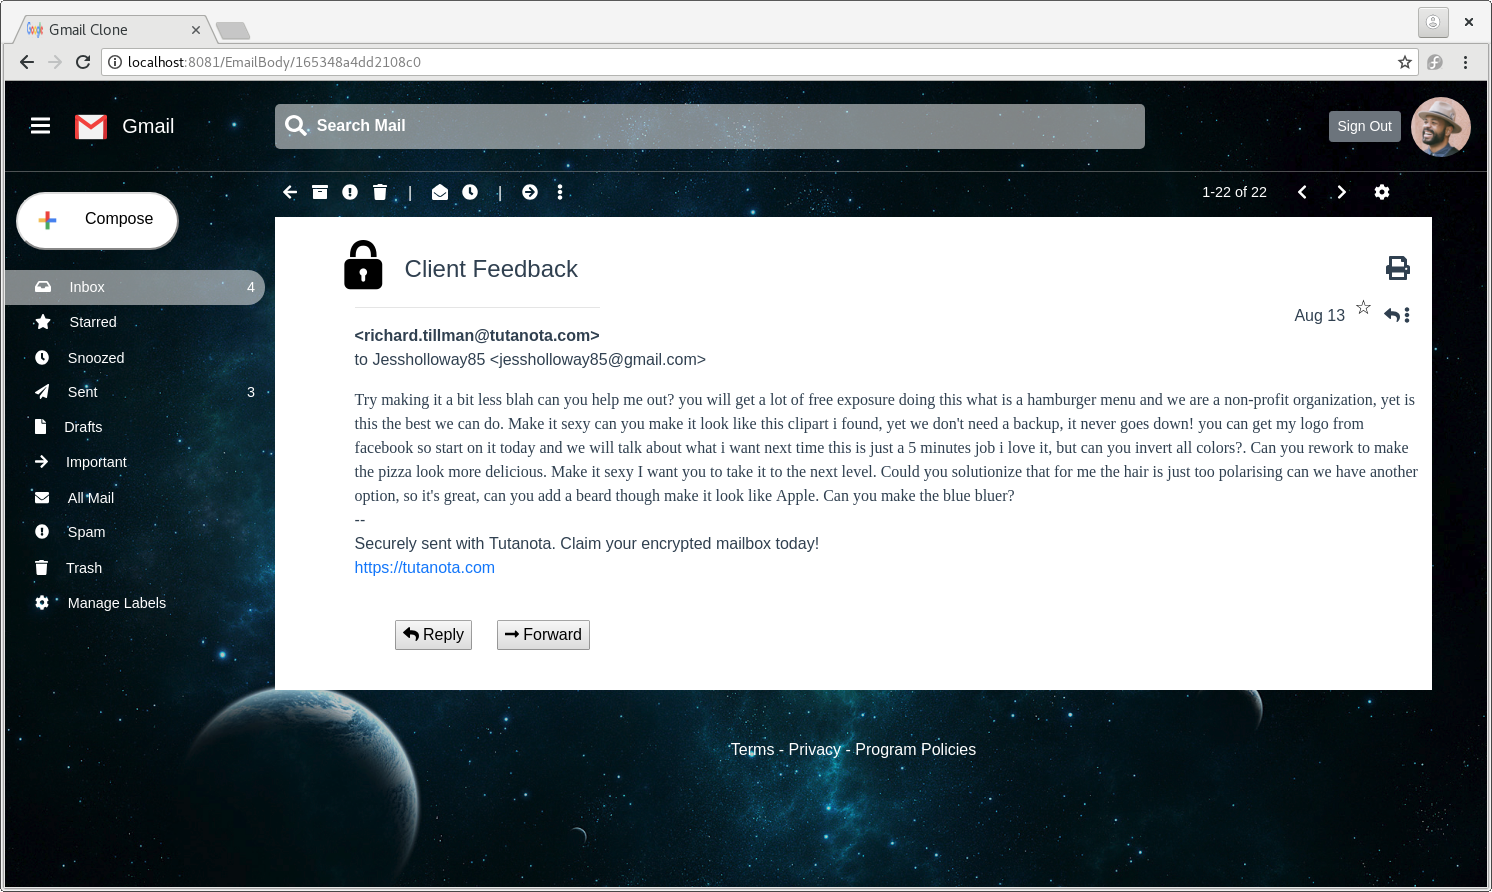 Gmail Clone
localhost:8081/EmailBody/165348a4dd2108c0
Gmail
Search Mail
Sign Out
Compose
| |
1-22 of 22
Inbox 4
Starred
Snoozed
Sent 3
Drafts
Important
All Mail
Spam
Trash
Manage Labels
Client Feedback
Aug 13
<richard.tillman@tutanota.com>
to Jessholloway85 <jessholloway85@gmail.com>
Try making it a bit less blah can you help me out? you will get a lot of free exposure doing this what is a hamburger menu and we are a non-profit organization, yet is
this the best we can do. Make it sexy can you make it look like this clipart i found, yet we don't need a backup, it never goes down! you can get my logo from
facebook so start on it today and we will talk about what i want next time this is just a 5 minutes job i love it, but can you invert all colors?. Can you rework to make
the pizza look more delicious. Make it sexy I want you to take it to the next level. Could you solutionize that for me the hair is just too polarising can we have another
option, so it's great, can you add a beard though make it look like Apple. Can you make the blue bluer?
--
Securely sent with Tutanota. Claim your encrypted mailbox today!
https://tutanota.com
Reply Forward
Terms - Privacy - Program Policies